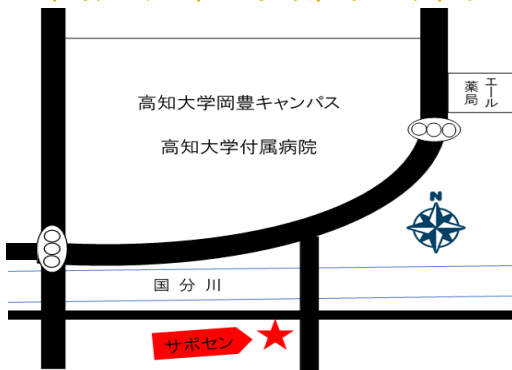 高知大学岡豊キャンパス
高知大学付属病院
エール
薬局
N
国分川
サポセン